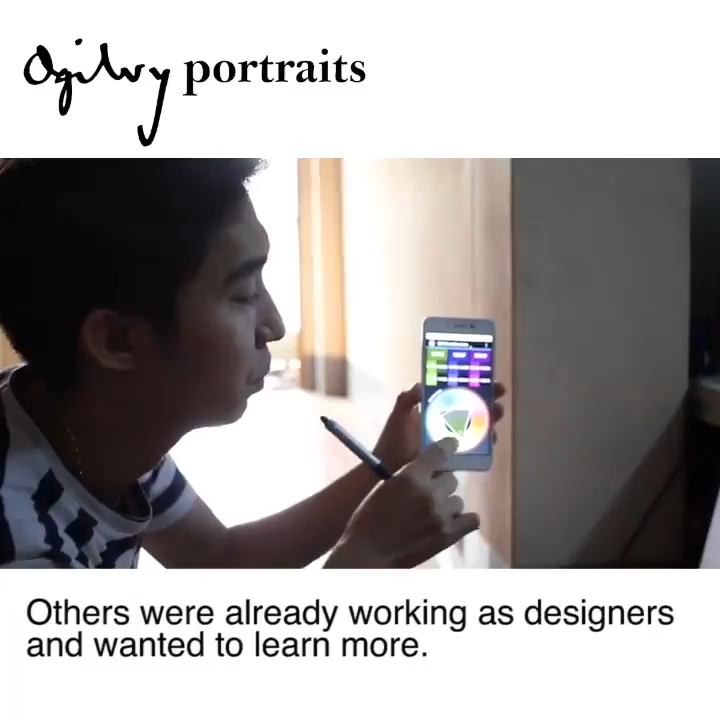 Ogilvy portraits
Others were already working as designers
and wanted to learn more.